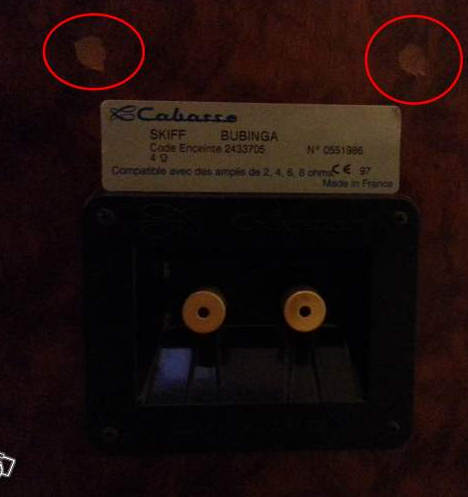 Cabasse
SKIFF BUBINGA
Code Enceinte 2433705 N° 0551986
4 Ω
Compatible avec des amplis de 2, 4, 6, 8 ohms CE 97
Made in France